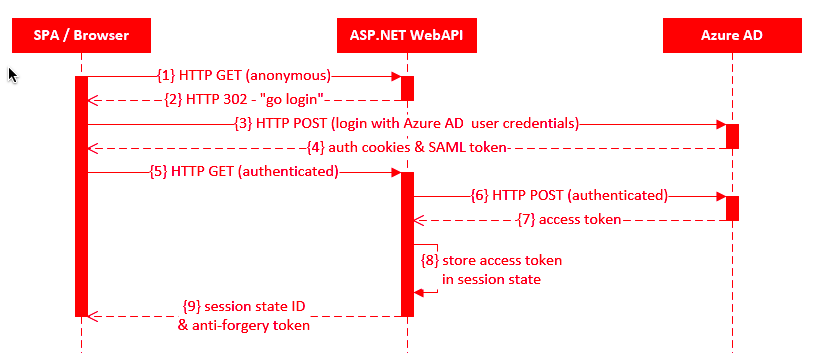 SPA / Browser
ASP.NET WebAPI
Azure AD
{1} HTTP GET (anonymous)
{2} HTTP 302 - "go login"
{3} HTTP POST (login with Azure AD user credentials)
{4} auth cookies & SAML token
{5} HTTP GET (authenticated)
{6} HTTP POST (authenticated)
{7} access token
{8} store access token
in session state
{9} session state ID
& anti-forgery token